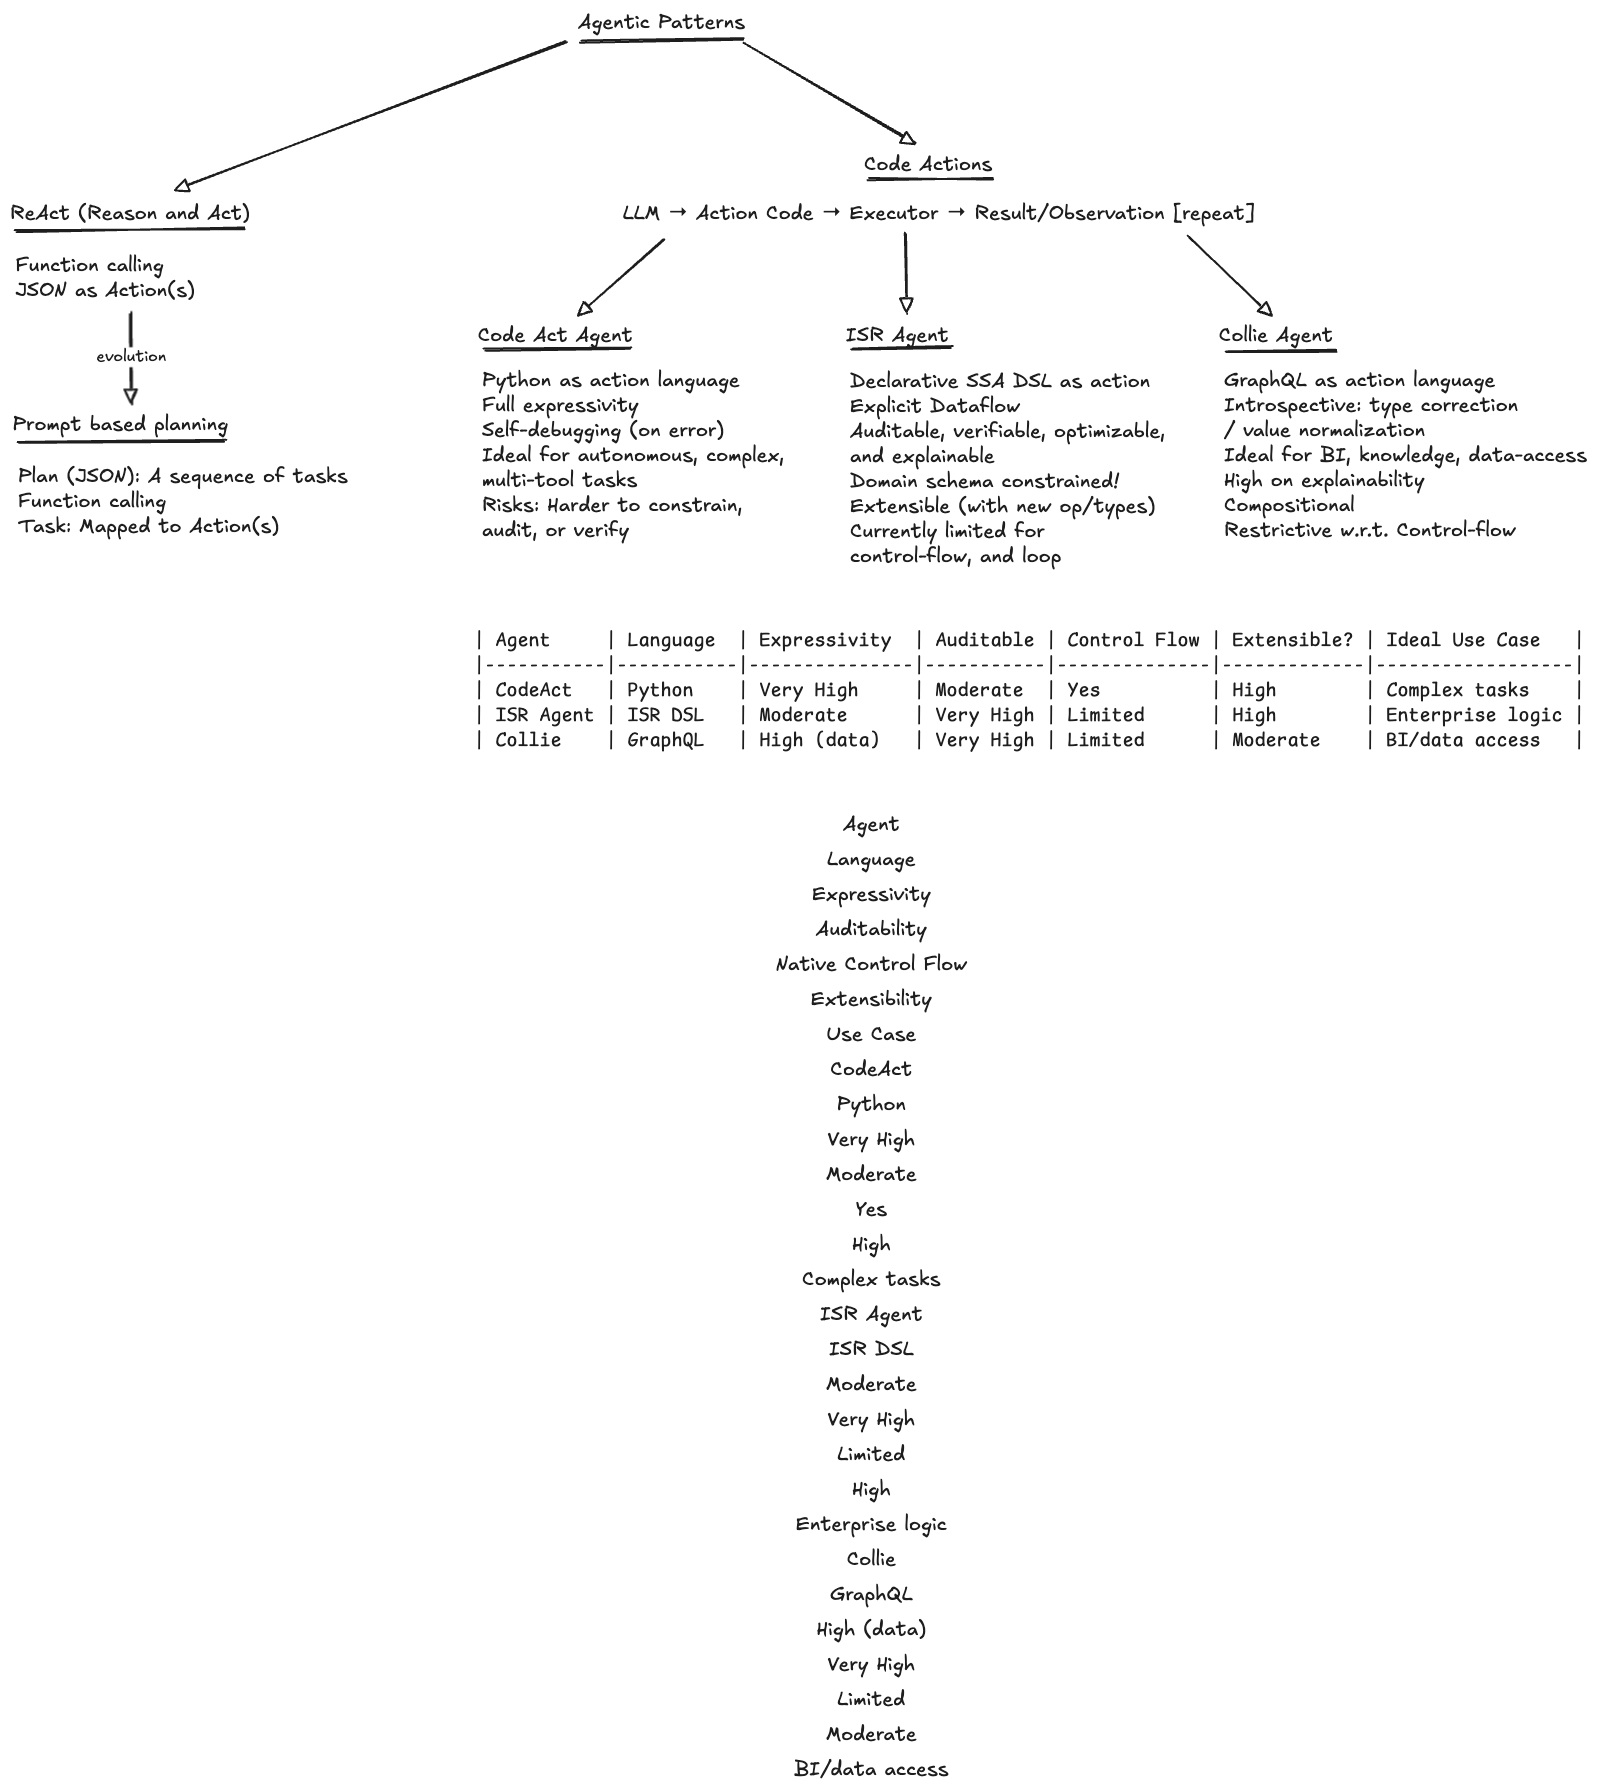 Agentic Patterns
Code Actions
ReAct (Reason and Act)
LLM → Action Code → Executor → Result/Observation [repeat]
Function calling
JSON as Action(s)
evolution
Prompt based planning
Plan (JSON): A sequence of tasks
Function calling
Task: Mapped to Action(s)
Code Act Agent
Python as action language
Full expressivity
Self-debugging (on error)
Ideal for autonomous, complex,
multi-tool tasks
Risks: Harder to constrain,
audit, or verify
ISR Agent
Declarative SSA DSL as action
Explicit Dataflow
Auditable, verifiable, optimizable,
and explainable
Domain schema constrained!
Extensible (with new op/types)
Currently limited for
control-flow, and loop
Collie Agent
GraphQL as action language
Introspective: type correction
/ value normalization
Ideal for BI, knowledge, data-access
High on explainability
Compositional
Restrictive w.r.t. Control-flow
| Agent | Language | Expressivity | Auditable | Control Flow | Extensible? | Ideal Use Case |
|-----------|-----------|---------------|-----------|--------------|-------------|------------------|
| CodeAct | Python | Very High | Moderate | Yes | High | Complex tasks |
| ISR Agent | ISR DSL | Moderate | Very High | Limited | High | Enterprise logic |
| Collie | GraphQL | High (data) | Very High | Limited | Moderate | BI/data access |
Agent
Language
Expressivity
Auditability
Native Control Flow
Extensibility
Use Case
CodeAct
Python
Very High
Moderate
Yes
High
Complex tasks
ISR Agent
ISR DSL
Moderate
Very High
Limited
High
Enterprise logic
Collie
GraphQL
High (data)
Very High
Limited
Moderate
BI/data access